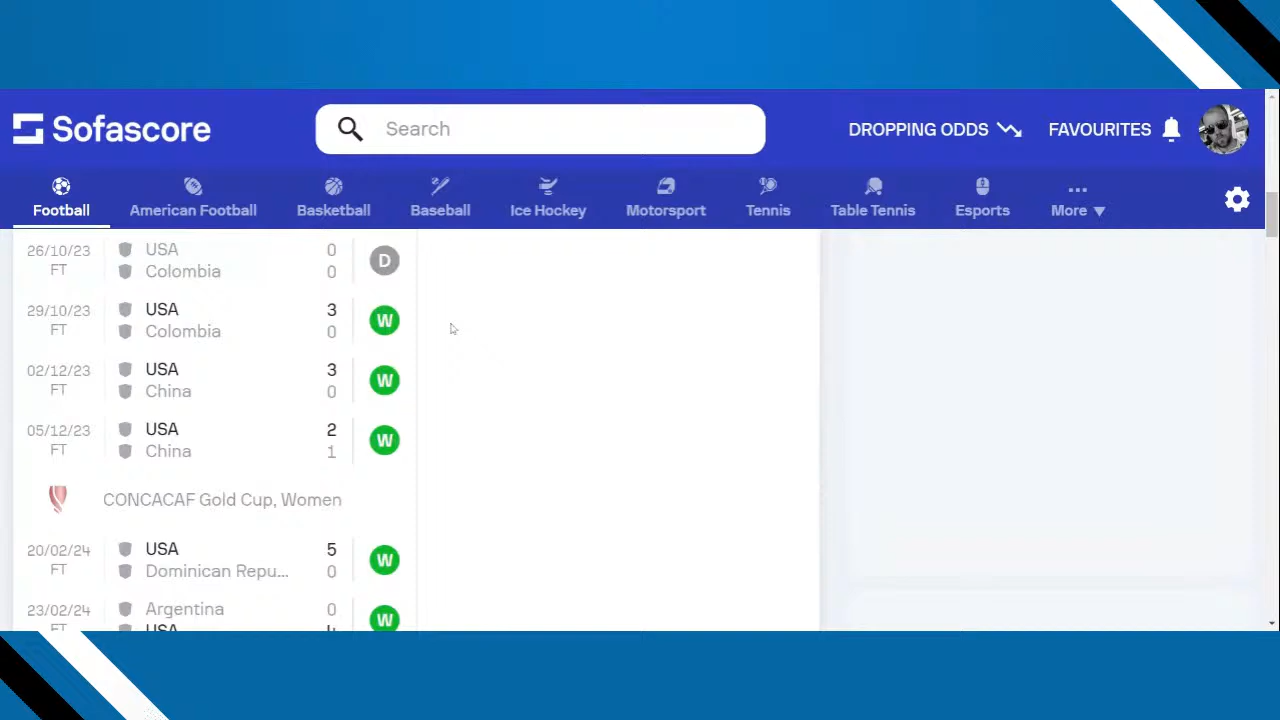 Sofascore
Search
DROPPING ODDS
FAVOURITES
Football
American Football
Basketball
Baseball
Ice Hockey
Motorsport
Tennis
Table Tennis
Esports
More
26/10/23 USA 0
FT Colombia 0
D
29/10/23 USA 3
FT Colombia 0
W
02/12/23 USA 3
FT China 0
W
05/12/23 USA 2
FT China 1
W
CONCACAF Gold Cup, Women
20/02/24 USA 5
FT Dominican Repu... 0
W
23/02/24 Argentina 0
FT USA 4
W